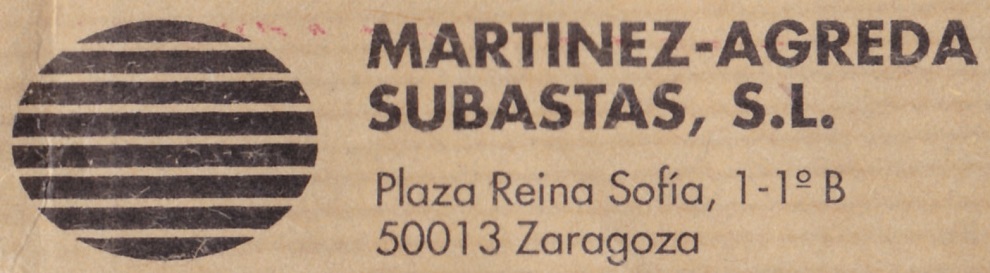 MARTINEZ-AGREDA
SUBASTAS, S.L.
Plaza Reina Sofía, 1-1º B
50013 Zaragoza